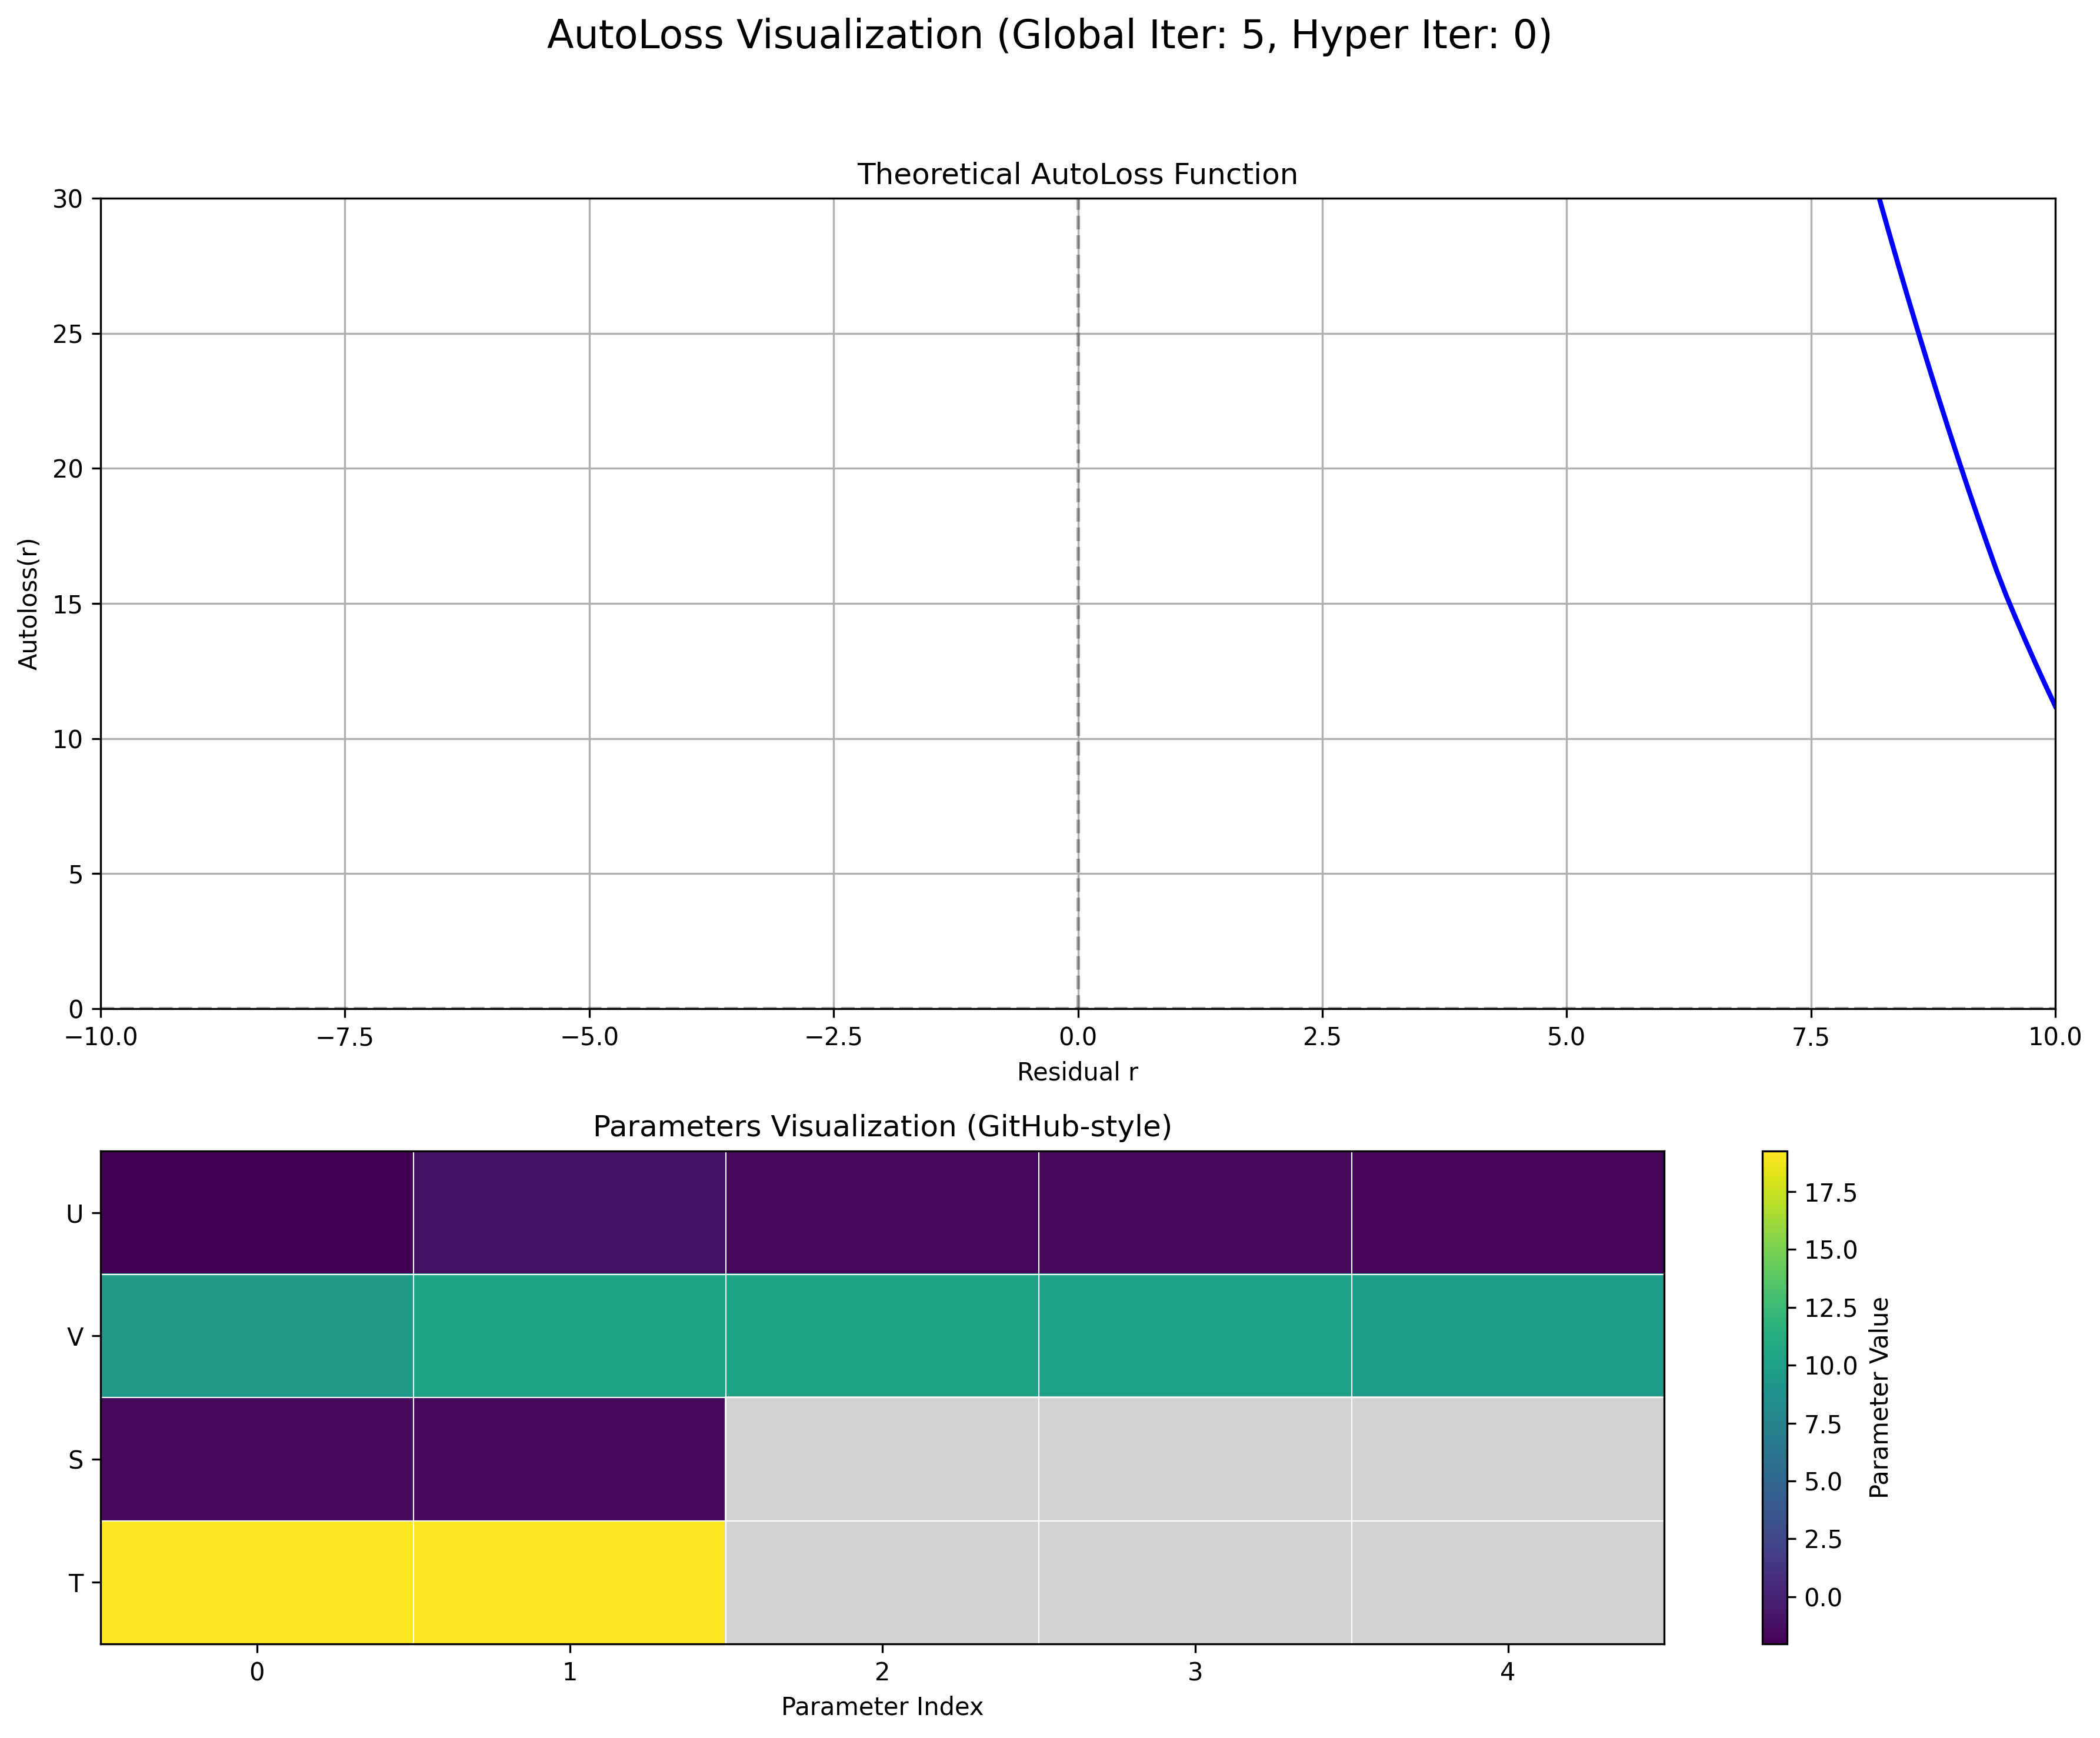 AutoLoss Visualization (Global Iter: 5, Hyper Iter: 0)
Theoretical AutoLoss Function
30
25
20
15
10
5
0
Autoloss(r)
−10.0 −7.5 −5.0 −2.5 0.0 2.5 5.0 7.5 10.0
Residual r
Parameters Visualization (GitHub-style)
U
V
S
T
0 1 2 3 4
Parameter Index
17.5
15.0
12.5
10.0
7.5
5.0
2.5
0.0
Parameter Value